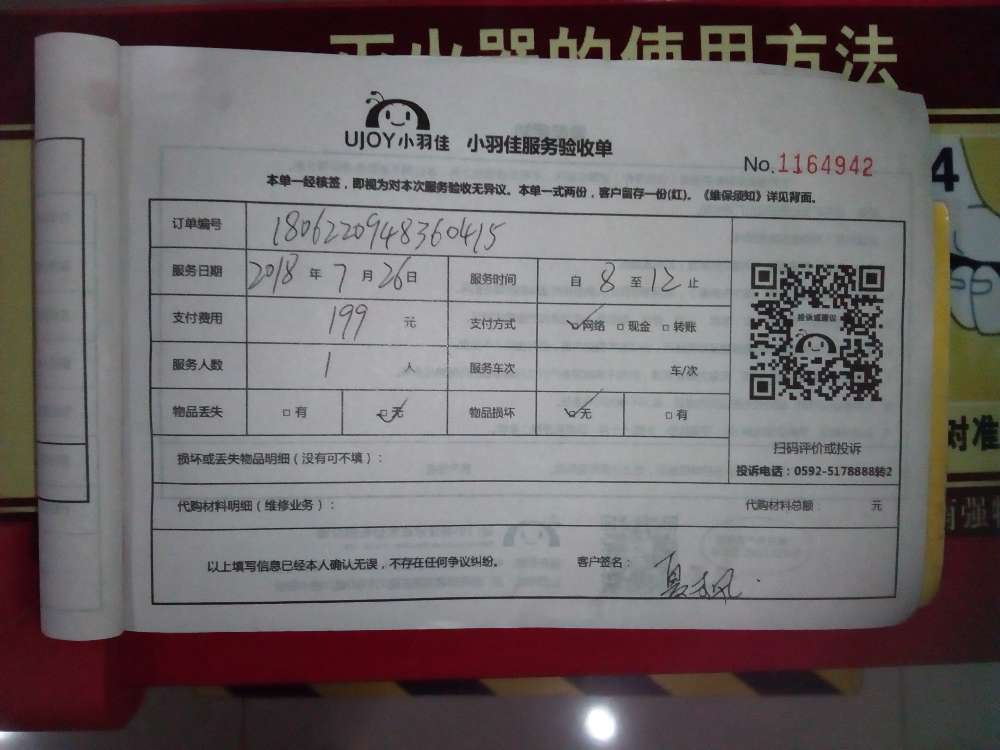 灭火器的使用方法
UJOY小羽佳 小羽佳服务验收单
No.1164942
本单一经核签，即视为对本次服务验收无异议。本单一式两份，客户留存一份(红)。《维保须知》详见背面。
订单编号 1806220948360415
服务日期 2018 年 7 月 26 日 服务时间 自 8 至 12 止
支付费用 199 元 支付方式 ☑网络 □现金 □转账
服务人数 1 人 服务车次 车/次
物品丢失 □有 ☑无 物品损坏 ☑无 □有
投诉或建议
扫码评价或投诉
投诉电话：0592-5178888转2
损坏或丢失物品明细（没有可不填）：
代购材料明细（维修业务）： 代购材料总额： 元
以上填写信息已经本人确认无误，不存在任何争议纠纷。 客户签名：
4
对准